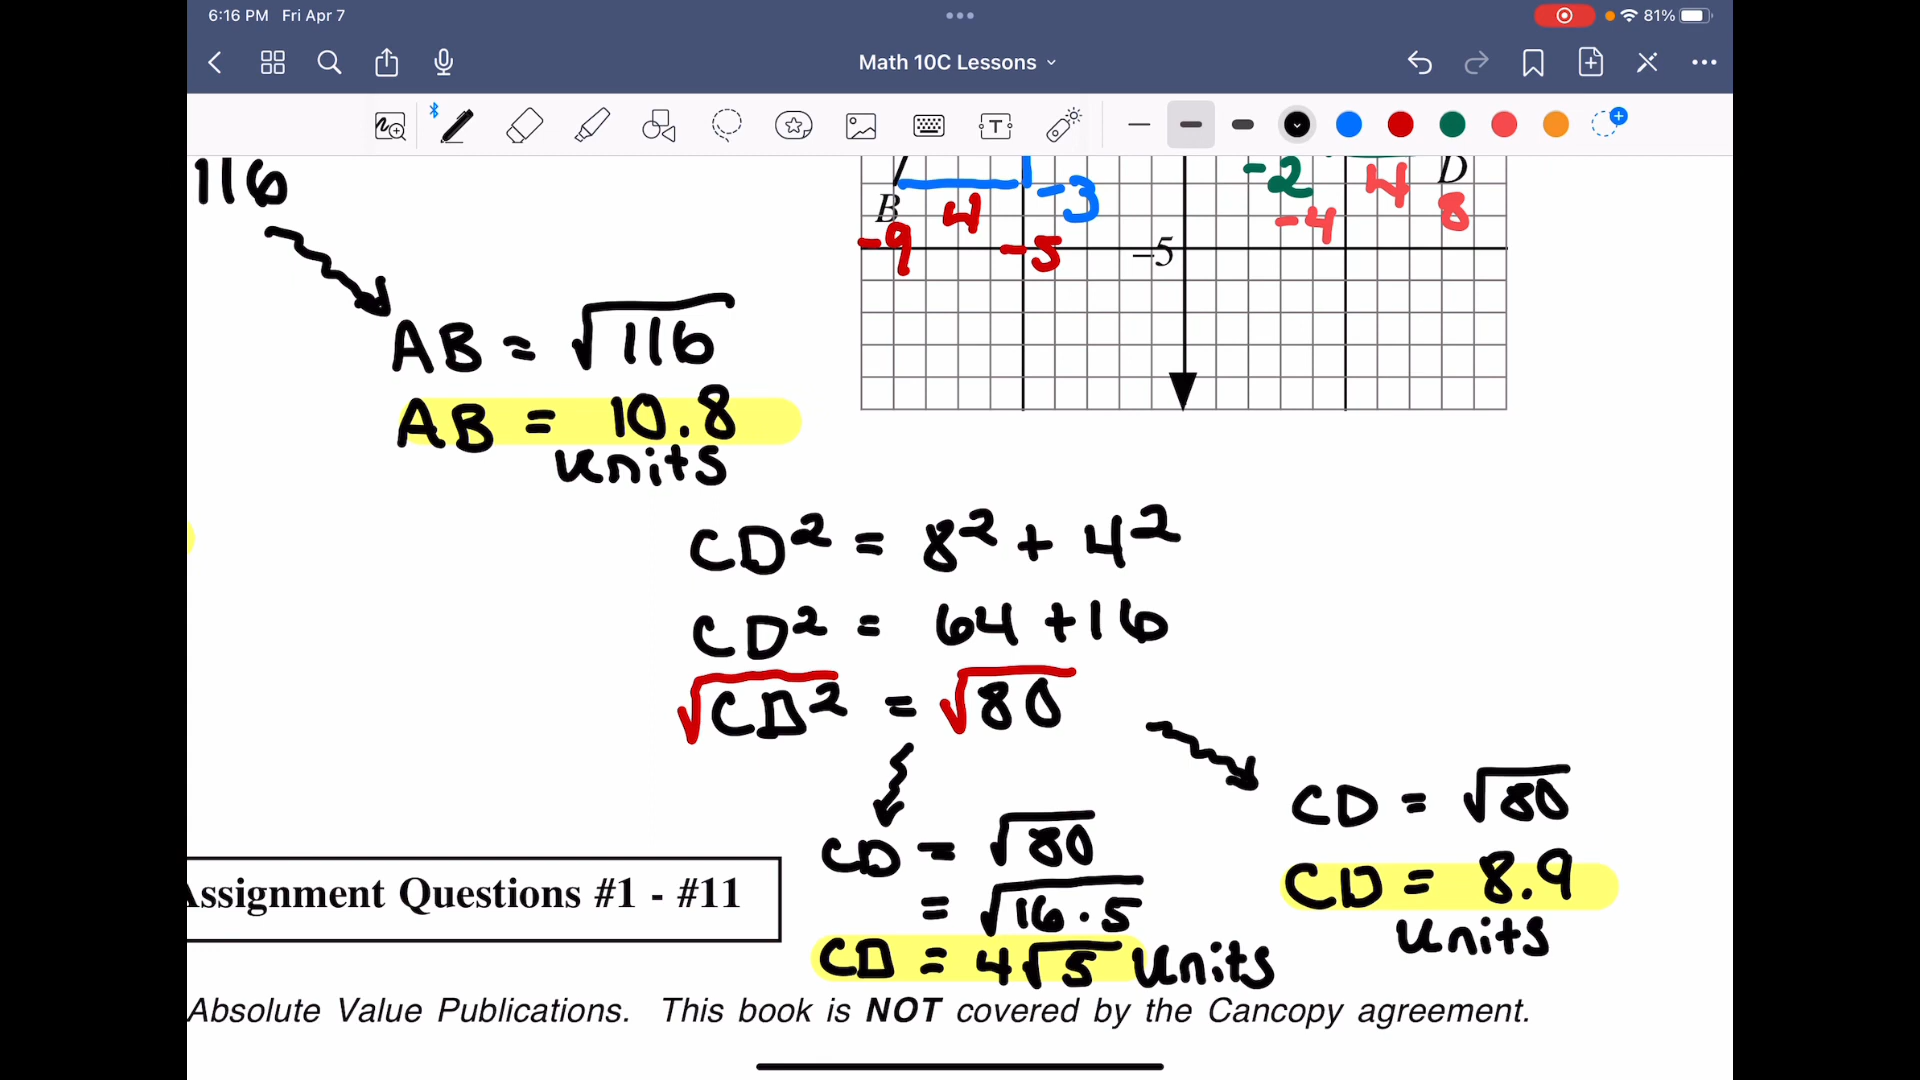 6:16 PM Fri Apr 7
81%
Math 10C Lessons
T
116
-2
4
D
B
4
-3
-4
8
-9
-5
-5
AB = √116
AB = 10.8
units
CD² = 8² + 4²
CD² = 64 + 16
√CD² = √80
CD = √80
CD = √80
= √16 · 5
CD = 8.9
units
CD = 4√5 units
Assignment Questions #1 - #11
Absolute Value Publications. This book is NOT covered by the Cancopy agreement.